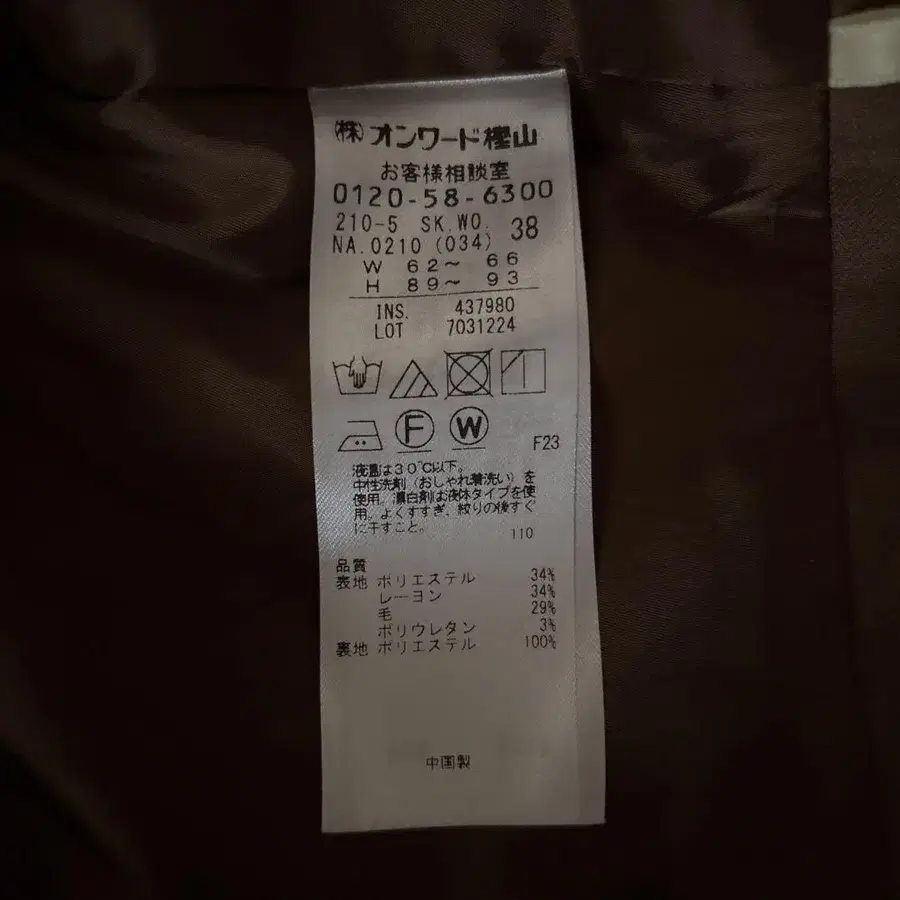 (株)オンワード樫山
お客様相談室
0120-58-6300
210-5 SK.WO. 38
NA.0210 (034)
W 62～ 66
H 89～ 93
INS. 437980
LOT 7031224
F W F23
液温は30℃以下。
中性洗剤(おしゃれ着洗い)を
使用。漂白剤は液体タイプを使
用。よくすすぎ、絞りの後すぐ
に干すこと。
110
品質
表地 ポリエステル 34%
レーヨン 34%
毛 29%
ポリウレタン 3%
裏地 ポリエステル 100%
中国製